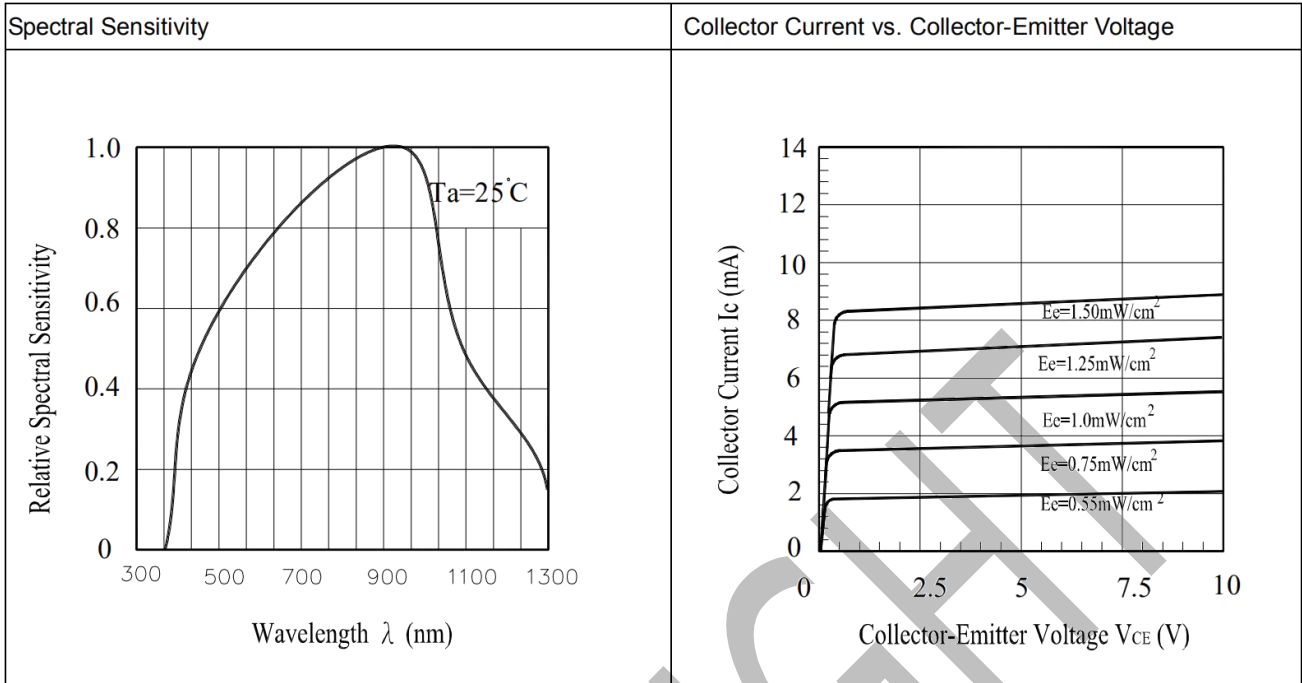 Spectral Sensitivity
Collector Current vs. Collector-Emitter Voltage
1.0
0.8
0.6
0.4
0.2
0
300 500 700 900 1100 1300
Relative Spectral Sensitivity
Wavelength λ (nm)
Ta=25°C
14
12
10
8
6
4
2
0
0 2.5 5 7.5 10
Collector Current Ic (mA)
Collector-Emitter Voltage VCE (V)
Ee=1.50mW/cm²
Ee=1.25mW/cm²
Ee=1.0mW/cm²
Ee=0.75mW/cm²
Ee=0.55mW/cm²